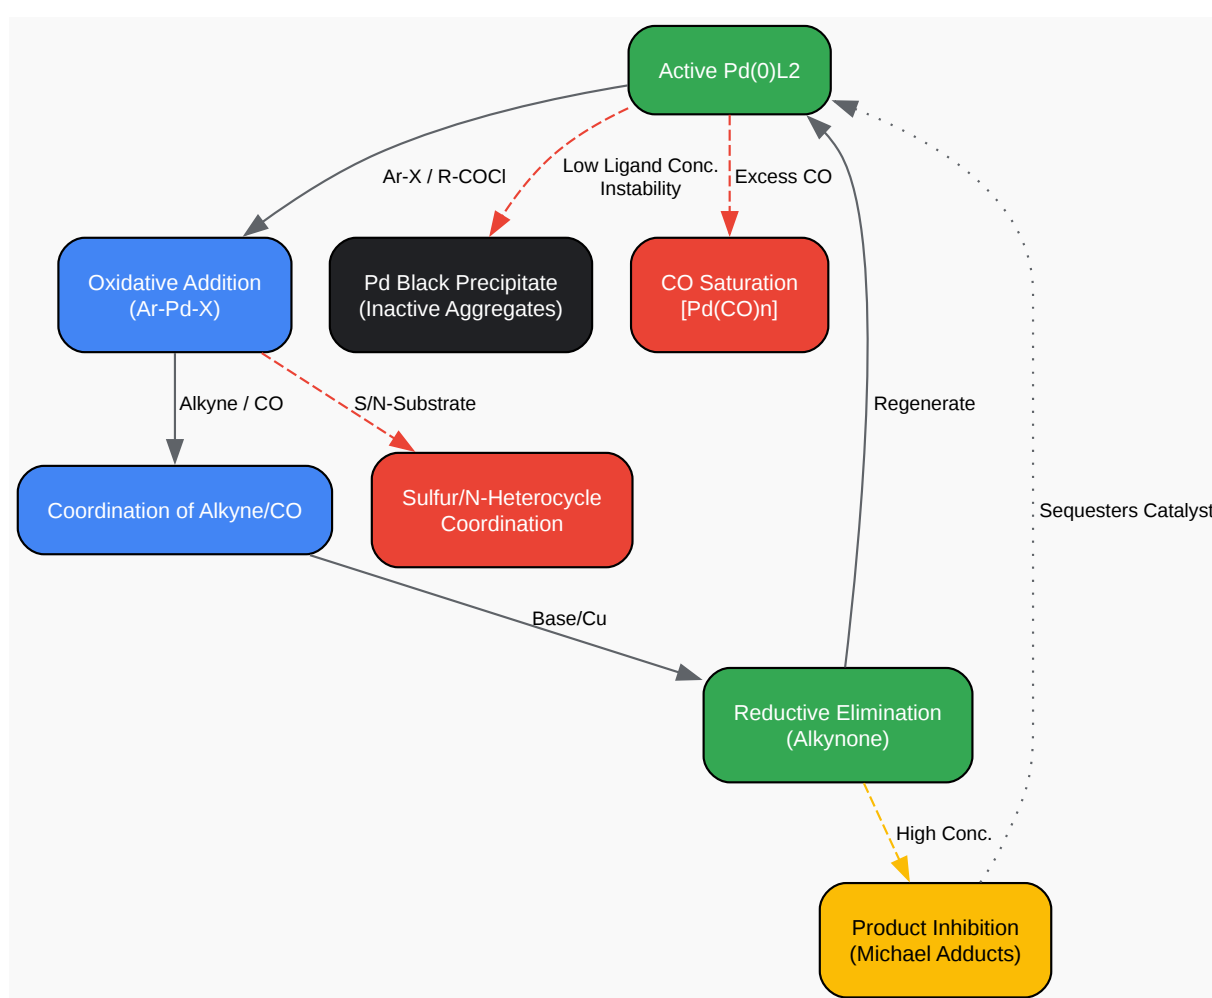 Active Pd(0)L2
Ar-X / R-COCl
Low Ligand Conc.
Instability
Excess CO
Oxidative Addition
(Ar-Pd-X)
Pd Black Precipitate
(Inactive Aggregates)
CO Saturation
[Pd(CO)n]
Alkyne / CO
S/N-Substrate
Regenerate
Coordination of Alkyne/CO
Sulfur/N-Heterocycle
Coordination
Sequesters Catalyst
Base/Cu
Reductive Elimination
(Alkynone)
High Conc.
Product Inhibition
(Michael Adducts)